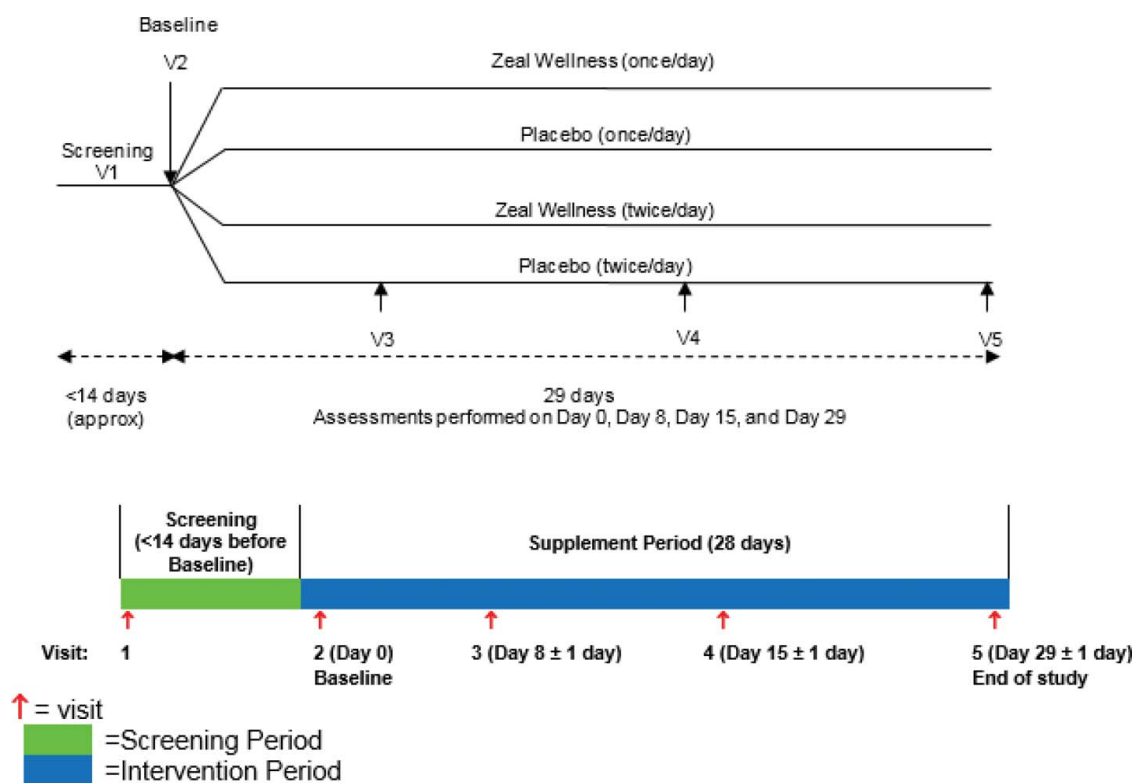 Baseline
V2
Zeal Wellness (once/day)
Placebo (once/day)
Screening
V1
Zeal Wellness (twice/day)
Placebo (twice/day)
V3
V4
V5
<14 days
(approx)
29 days
Assessments performed on Day 0, Day 8, Day 15, and Day 29
Screening
(<14 days before
Baseline)
Supplement Period (28 days)
Visit:
1
2 (Day 0)
Baseline
3 (Day 8 ± 1 day)
4 (Day 15 ± 1 day)
5 (Day 29 ± 1 day)
End of study
= visit
=Screening Period
=Intervention Period